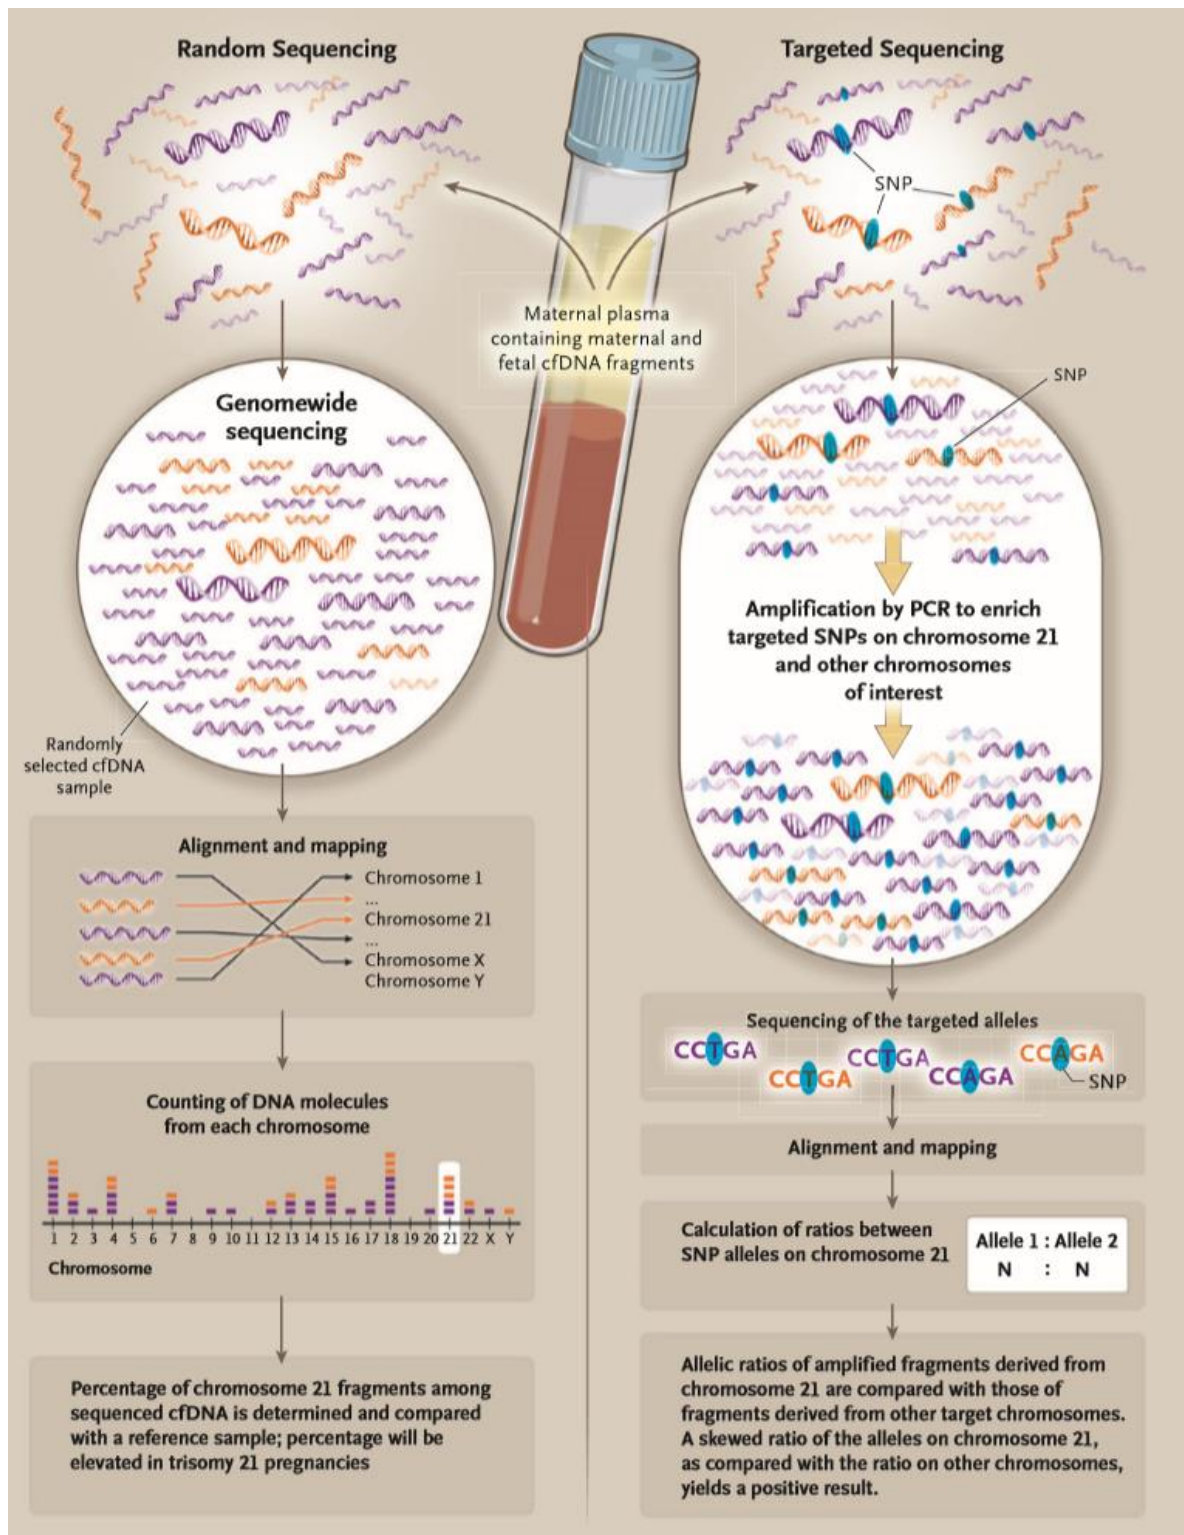 Random Sequencing
Targeted Sequencing
SNP
Maternal plasma
containing maternal and
fetal cfDNA fragments
Genomewide
sequencing
Randomly
selected cfDNA
sample
SNP
Amplification by PCR to enrich
targeted SNPs on chromosome 21
and other chromosomes
of interest
Alignment and mapping
Chromosome 1
...
Chromosome 21
...
Chromosome X
Chromosome Y
Counting of DNA molecules
from each chromosome
1 2 3 4 5 6 7 8 9 10 11 12 13 14 15 16 17 18 19 20 21 22 X Y
Chromosome
Percentage of chromosome 21 fragments among
sequenced cfDNA is determined and compared
with a reference sample; percentage will be
elevated in trisomy 21 pregnancies
Sequencing of the targeted alleles
CCTGA
CCTGA
CCTGA
CCAGA
CCAGA
SNP
Alignment and mapping
Calculation of ratios between
SNP alleles on chromosome 21
Allele 1 : Allele 2
N : N
Allelic ratios of amplified fragments derived from
chromosome 21 are compared with those of
fragments derived from other target chromosomes.
A skewed ratio of the alleles on chromosome 21,
as compared with the ratio on other chromosomes,
yields a positive result.